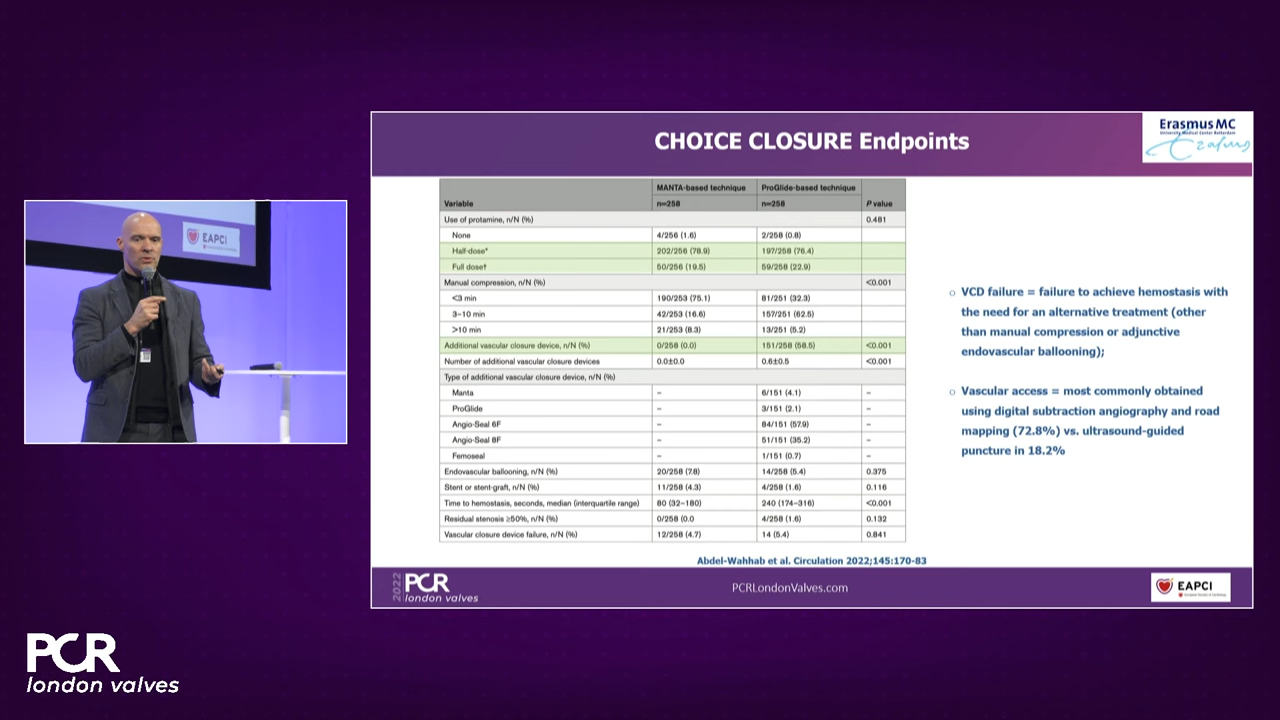 EAPCI
PCR
london valves
CHOICE CLOSURE Endpoints
Erasmus MC
University Medical Center Rotterdam
Erasmus
MANTA-based technique ProGlide-based technique
Variable n=258 n=258 P value
Use of protamine, n/N (%) 0.481
None 4/256 (1.6) 2/258 (0.8)
Half-dose* 202/256 (78.9) 197/258 (76.4)
Full dose† 50/256 (19.5) 59/258 (22.9)
Manual compression, n/N (%) <0.001
<3 min 190/253 (75.1) 81/251 (32.3)
3–10 min 42/253 (16.6) 157/251 (62.5)
>10 min 21/253 (8.3) 13/251 (5.2)
Additional vascular closure device, n/N (%) 0/258 (0.0) 151/258 (58.5) <0.001
Number of additional vascular closure devices 0.0±0.0 0.6±0.5 <0.001
Type of additional vascular closure device, n/N (%)
Manta – 6/151 (4.1) –
ProGlide – 3/151 (2.1) –
Angio-Seal 6F – 84/151 (57.9) –
Angio-Seal 8F – 51/151 (35.2) –
Femoseal – 1/151 (0.7) –
Endovascular ballooning, n/N (%) 20/258 (7.8) 14/258 (5.4) 0.375
Stent or stent-graft, n/N (%) 11/258 (4.3) 4/258 (1.6) 0.116
Time to hemostasis, seconds, median (interquartile range) 80 (32–180) 240 (174–316) <0.001
Residual stenosis ≥50%, n/N (%) 0/258 (0.0 4/258 (1.6) 0.132
Vascular closure device failure, n/N (%) 12/258 (4.7) 14 (5.4) 0.841
○ VCD failure = failure to achieve hemostasis with
the need for an alternative treatment (other
than manual compression or adjunctive
endovascular ballooning);
○ Vascular access = most commonly obtained
using digital subtraction angiography and road
mapping (72.8%) vs. ultrasound-guided
puncture in 18.2%
Abdel-Wahhab et al. Circulation 2022;145:170-83
2022
PCR
london valves
PCRLondonValves.com
EAPCI